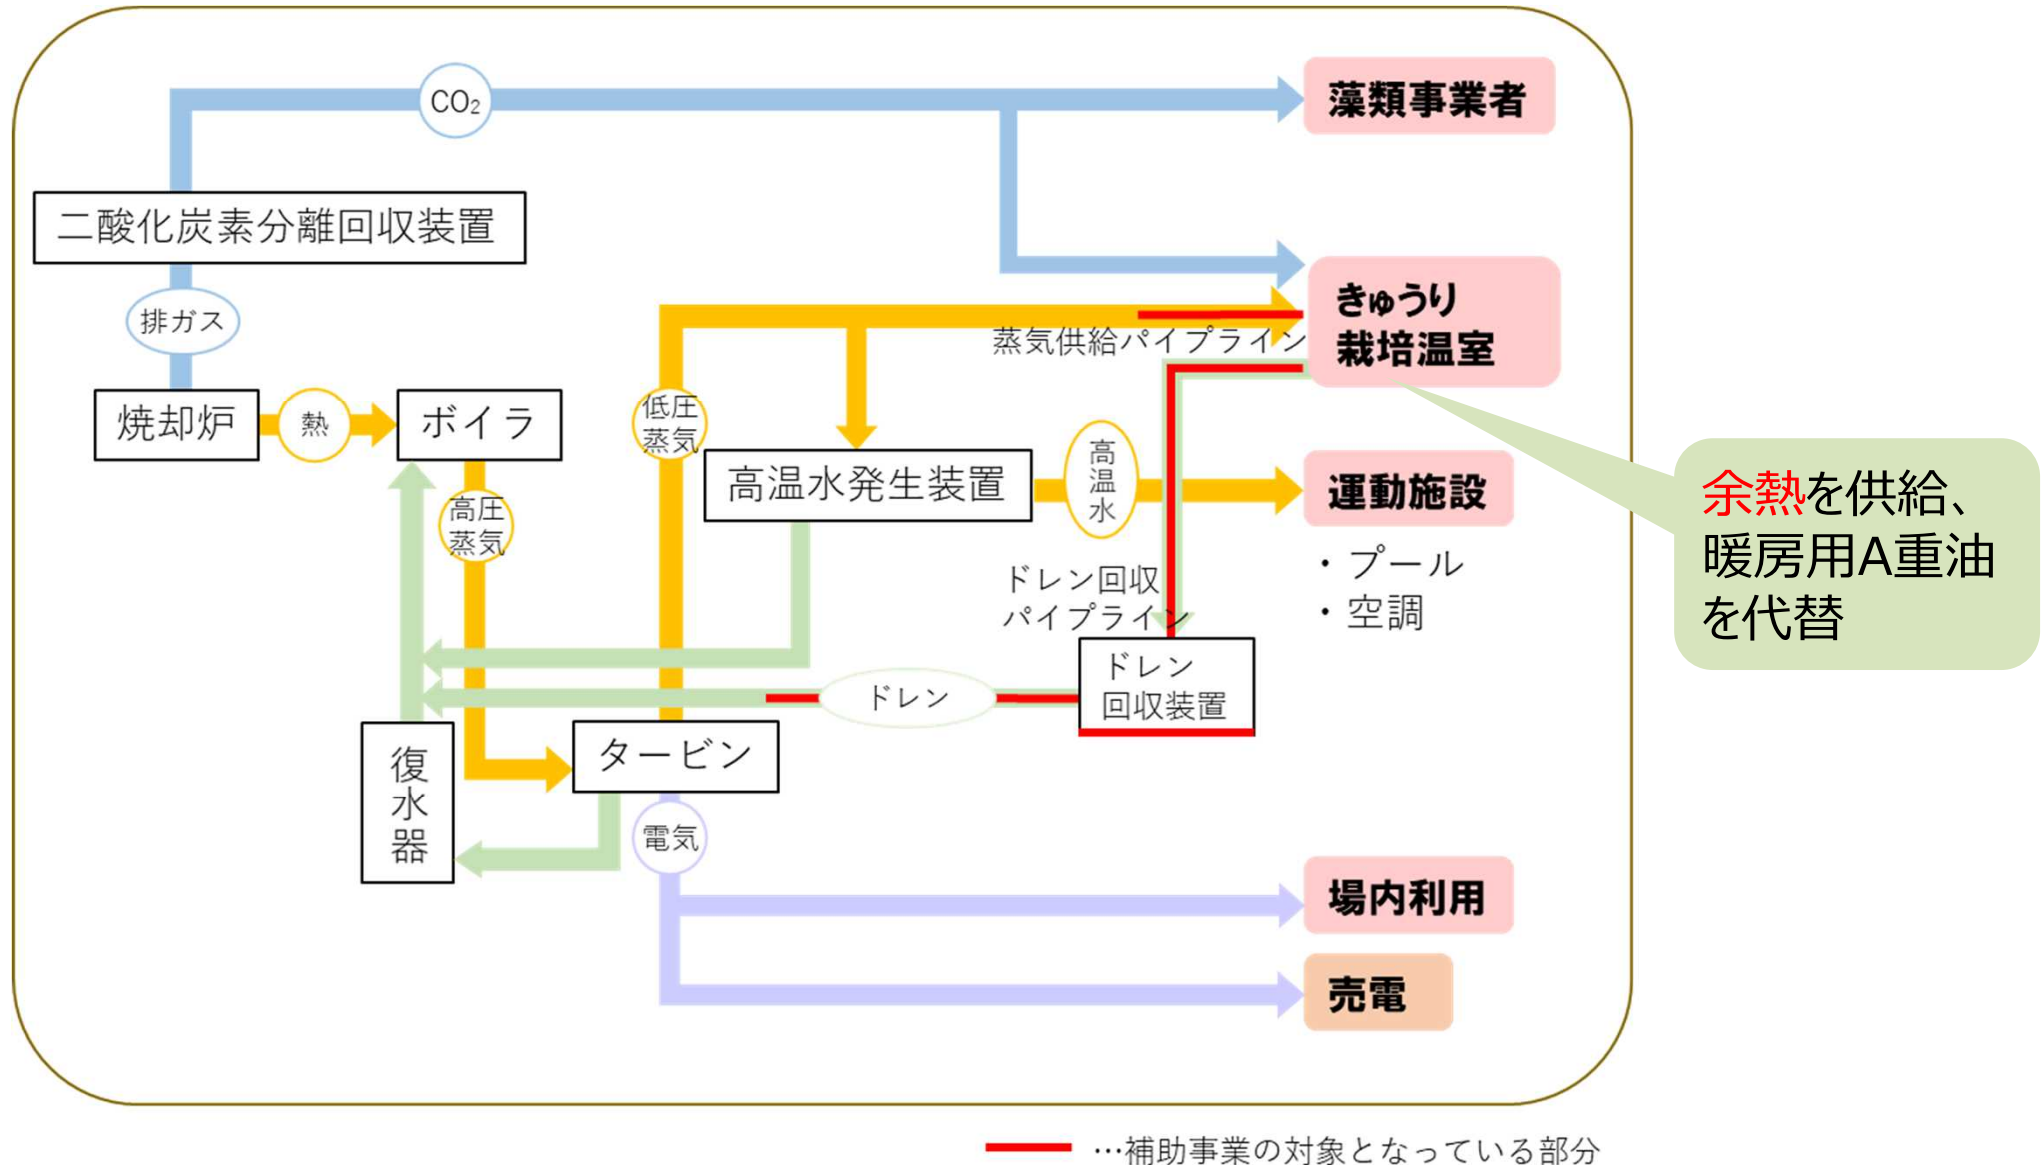 CO₂
藻類事業者
二酸化炭素分離回収装置
排ガス
きゅうり
栽培温室
蒸気供給パイプライン
焼却炉
熱
ボイラ
低圧
蒸気
高圧
蒸気
高温水発生装置
高温水
運動施設
・プール
・空調
余熱を供給、
暖房用A重油
を代替
ドレン回収
パイプライン
ドレン
回収装置
ドレン
復水器
タービン
電気
場内利用
売電
…補助事業の対象となっている部分